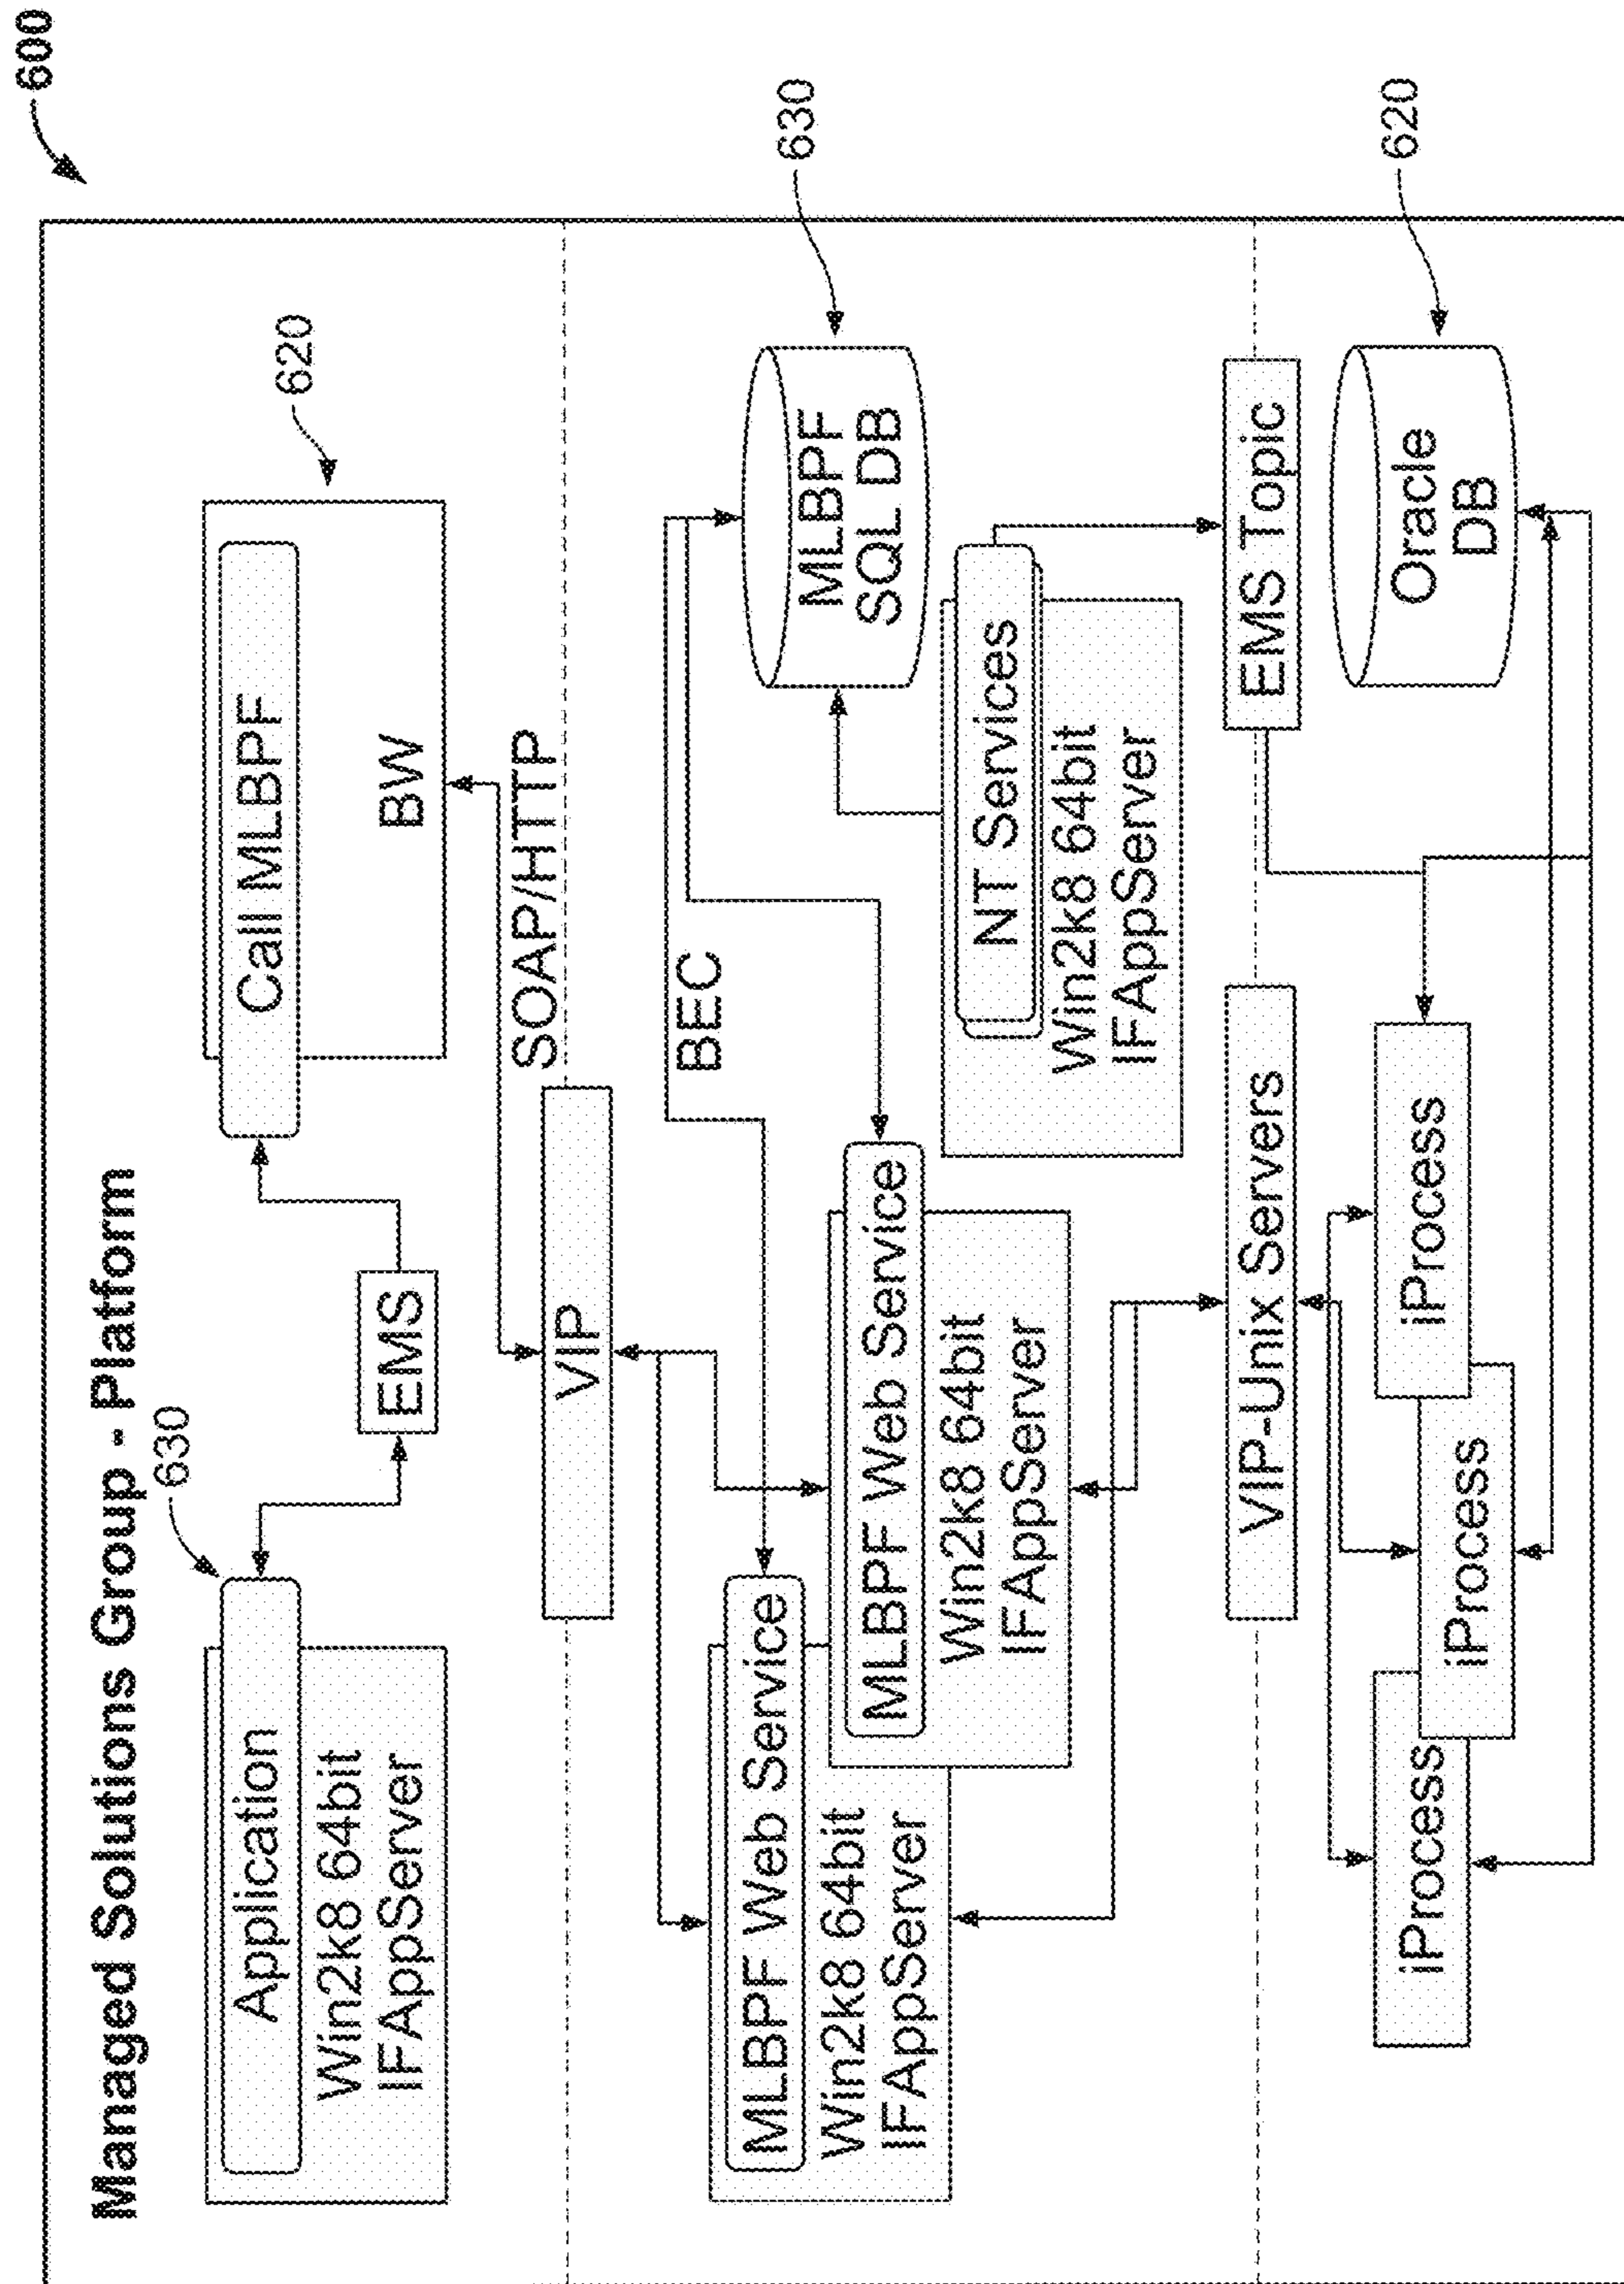 600
Managed Solutions Group - Platform
630
620
Application
Win2k8 64bit
IFAppServer
EMS
Call MLBPF
BW
SOAP/HTTP
VIP
BEC
630
MLBPF Web Service
Win2k8 64bit
IFAppServer
MLBPF Web Service
Win2k8 64bit
IFAppServer
MLBPF
SQL DB
NT Services
Win2k8 64bit
IFAppServer
VIP-Unix Servers
EMS Topic
620
iProcess
iProcess
iProcess
Oracle
DB